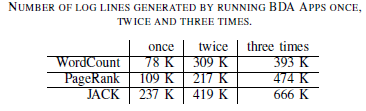 NUMBER OF LOG LINES GENERATED BY RUNNING BDA APPS ONCE,
TWICE AND THREE TIMES.
once twice three times
WordCount 78 K 309 K 393 K
PageRank 109 K 217 K 474 K
JACK 237 K 419 K 666 K